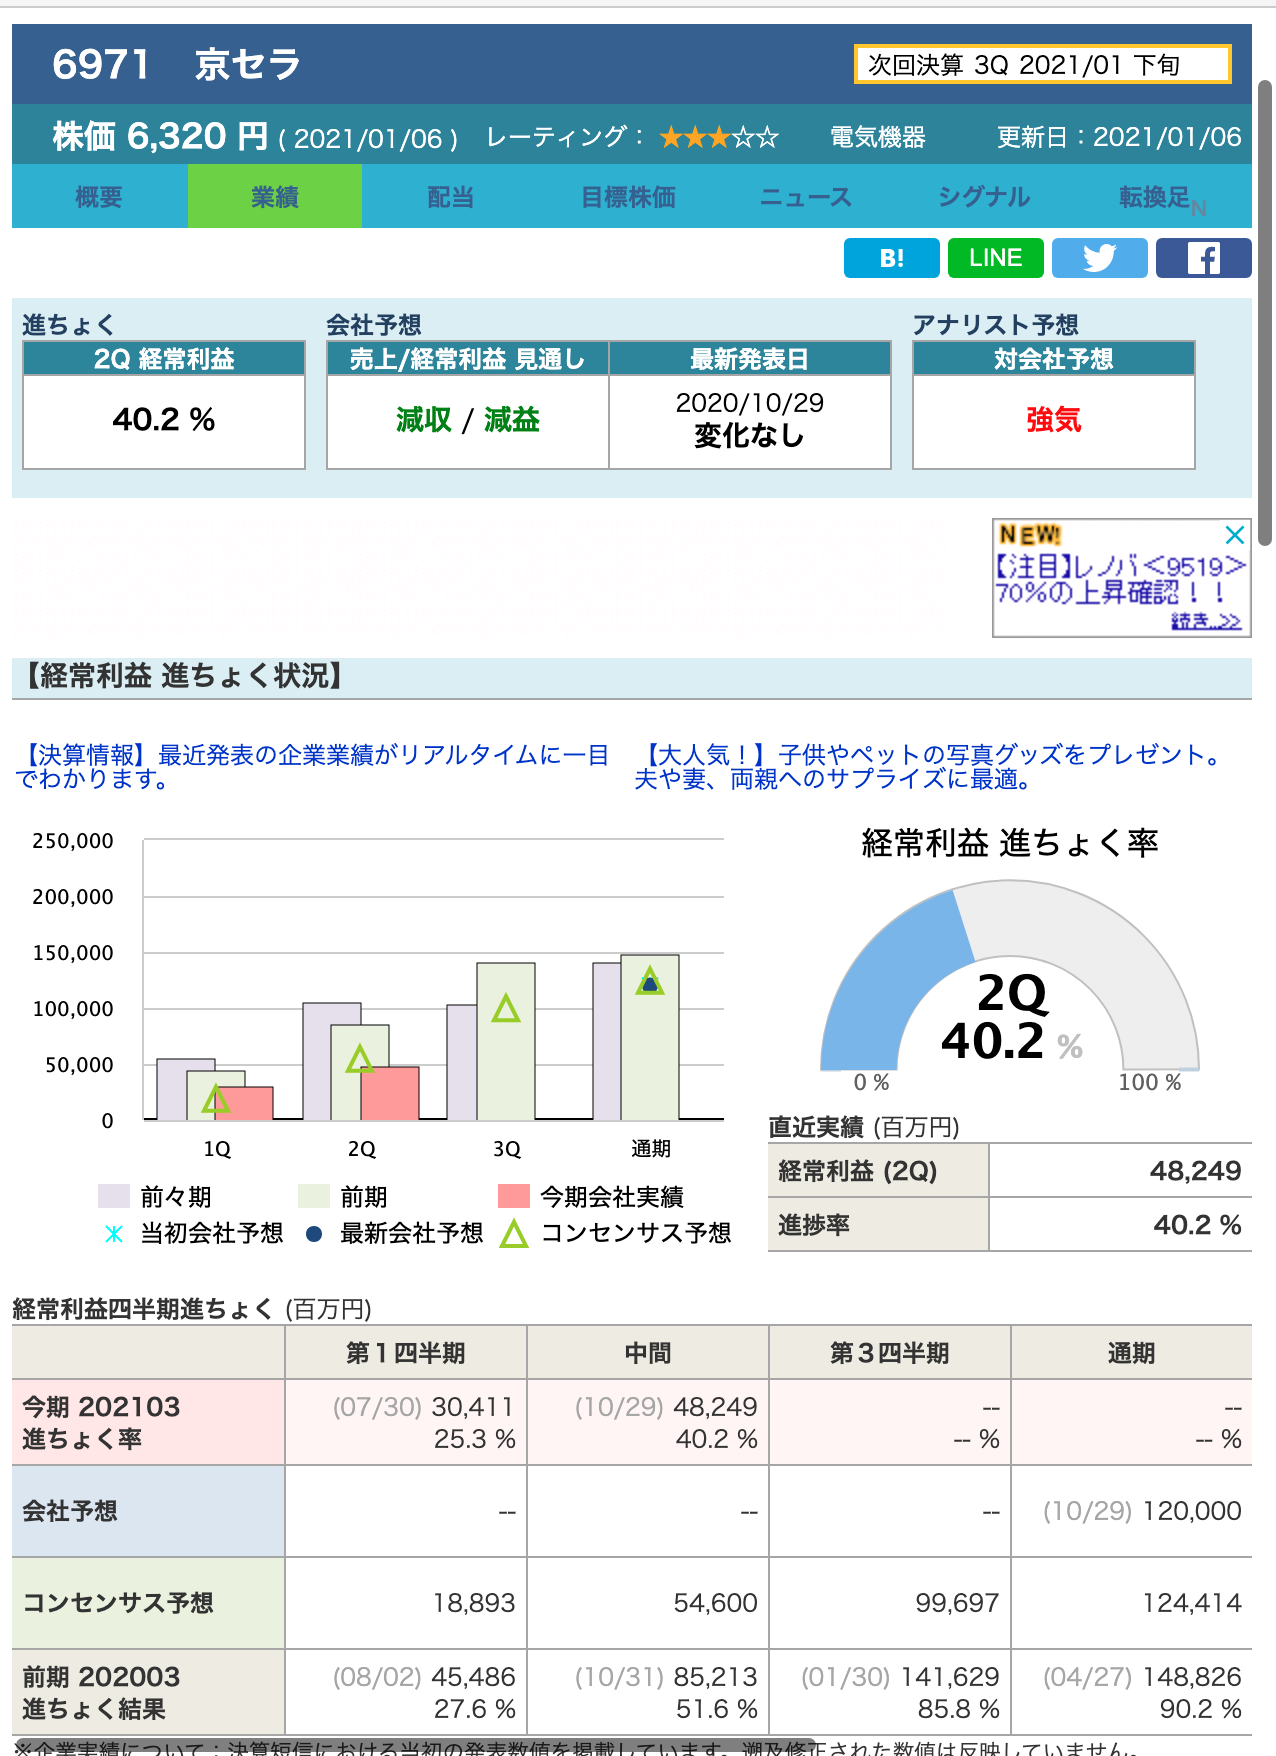 6971 京セラ
次回決算 3Q 2021/01 下旬
株価 6,320 円 ( 2021/01/06 ) レーティング： ★★★☆☆ 電気機器 更新日：2021/01/06
概要 業績 配当 目標株価 ニュース シグナル 転換足N
B! LINE
進ちょく 会社予想 アナリスト予想
2Q 経常利益 売上/経常利益 見通し 最新発表日 対会社予想
40.2 % 減収 / 減益 2020/10/29 強気
変化なし
NEW!
【注目】レノバ<9519>
70%の上昇確認！！
続き..>>
【経常利益 進ちょく状況】
【決算情報】最近発表の企業業績がリアルタイムに一目
でわかります。
【大人気！】子供やペットの写真グッズをプレゼント。
夫や妻、両親へのサプライズに最適。
250,000
200,000
150,000
100,000
50,000
0
1Q 2Q 3Q 通期
前々期 前期 今期会社実績
当初会社予想 最新会社予想 コンセンサス予想
経常利益 進ちょく率
2Q
40.2 %
0 % 100 %
直近実績 (百万円)
経常利益 (2Q) 48,249
進捗率 40.2 %
経常利益四半期進ちょく (百万円)
第１四半期 中間 第３四半期 通期
今期 202103 (07/30) 30,411 (10/29) 48,249 -- --
進ちょく率 25.3 % 40.2 % -- % -- %
会社予想 -- -- -- (10/29) 120,000
コンセンサス予想 18,893 54,600 99,697 124,414
前期 202003 (08/02) 45,486 (10/31) 85,213 (01/30) 141,629 (04/27) 148,826
進ちょく結果 27.6 % 51.6 % 85.8 % 90.2 %
※企業実績について：決算短信における当初の発表数値を掲載しています。遡及修正された数値は反映していません。